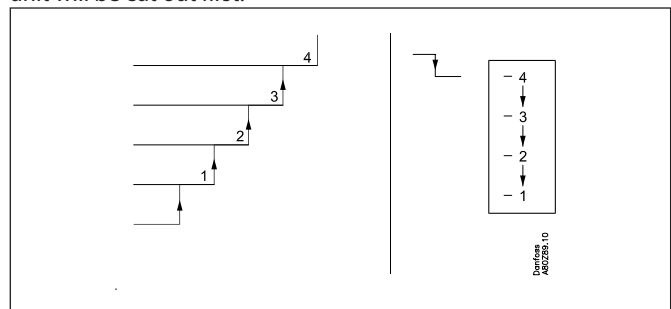 unit will be cut out first.
4
3
2
1
– 4
– 3
– 2
– 1
Danfoss
A80Z89.10